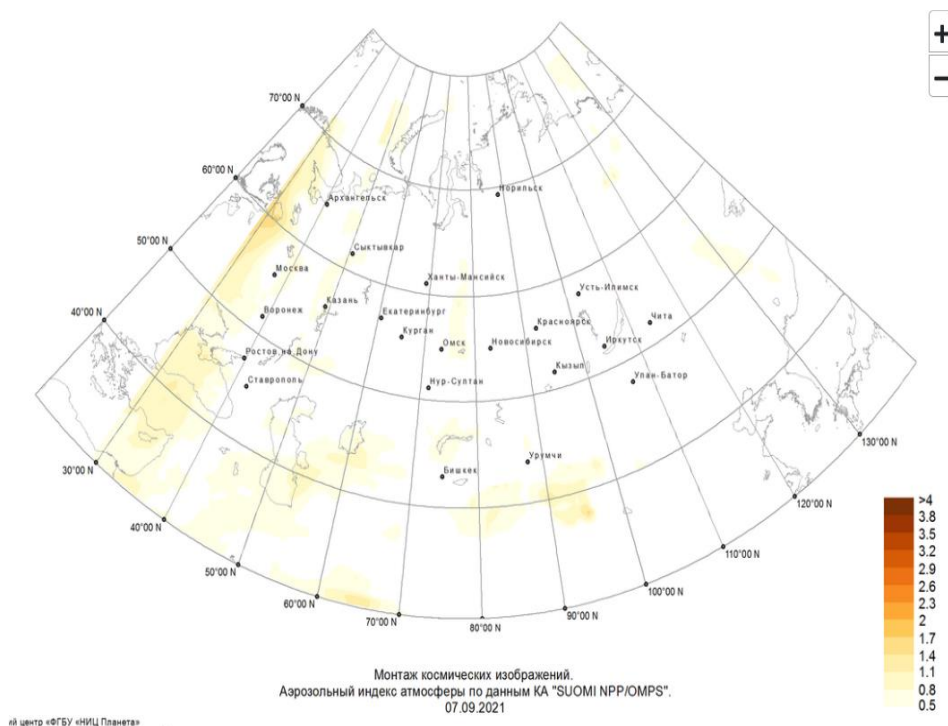 +
−
70°00 N
60°00 N
50°00 N
40°00 N
Норильск
Архангельск
Сыктывкар
Москва
Ханты-Мансийск
Воронеж
Казань
Екатеринбург
Курган
Омск
Новосибирск
Красноярск
Усть-Илимск
Чита
Иркутск
Ростов на Дону
Ставрополь
Нур-Султан
Кызыл
Улан-Батор
Урумчи
Бишкек
30°00 N
40°00 N
50°00 N
60°00 N
70°00 N
80°00 N
90°00 N
100°00 N
110°00 N
120°00 N
130°00 N
>4
3.8
3.5
3.2
2.9
2.6
2.3
2
1.7
1.4
1.1
0.8
0.5
Монтаж космических изображений.
Аэрозольный индекс атмосферы по данным КА "SUOMI NPP/OMPS".
07.09.2021
ий центр «ФГБУ «НИЦ Планета»